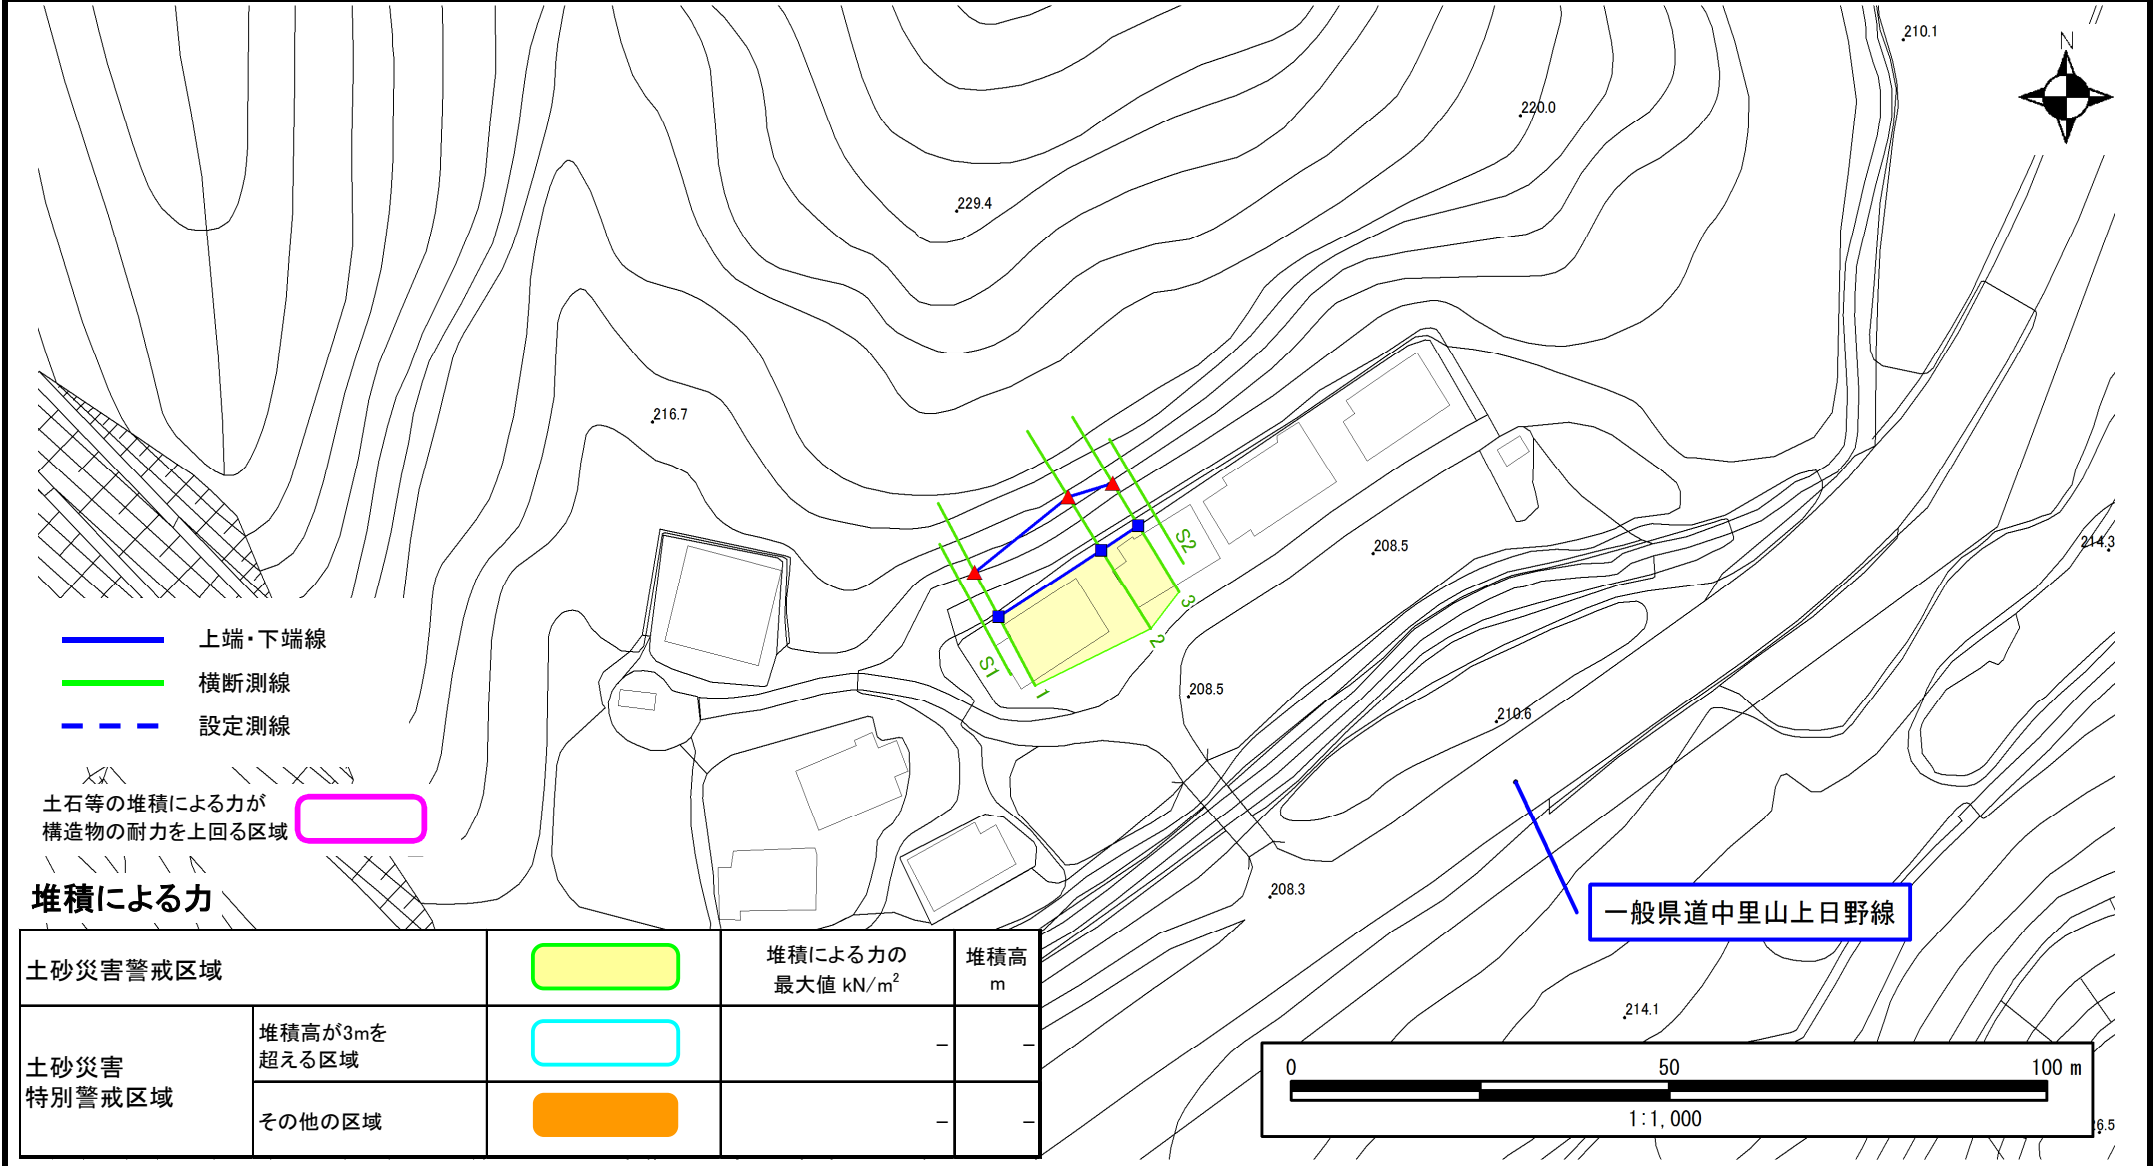 210.1
N
220.0
229.4
216.7
208.5
214.3
S2
3
2
S1
1
208.5
210.6
上端・下端線
横断測線
設定測線
土石等の堆積による力が
構造物の耐力を上回る区域
208.3
一般県道中里山上日野線
堆積による力
土砂災害警戒区域
堆積による力の
最大値 kN/m²
堆積高
m
土砂災害
特別警戒区域
堆積高が3mを
超える区域
－ －
その他の区域
－ －
214.1
0 50 100 m
1:1,000
26.5